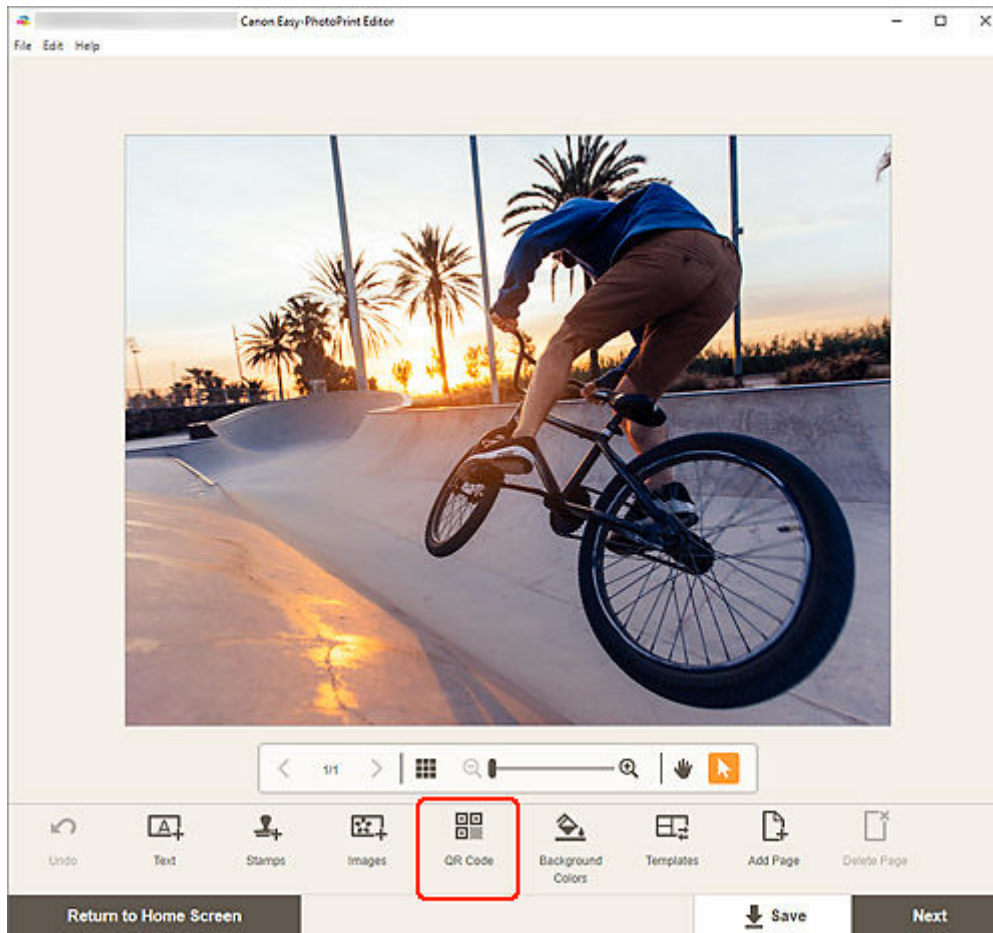 Canon Easy-PhotoPrint Editor
File Edit Help
1/1
Undo
Text
Stamps
Images
QR Code
Background
Colors
Templates
Add Page
Delete Page
Return to Home Screen
Save
Next